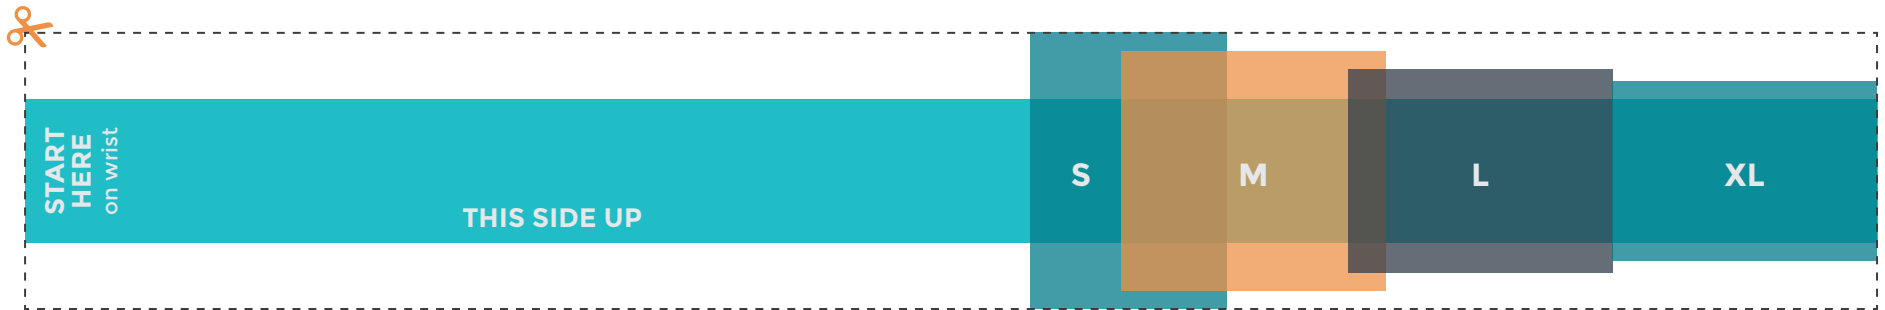 START
HERE
on wrist
THIS SIDE UP
S
M
L
XL